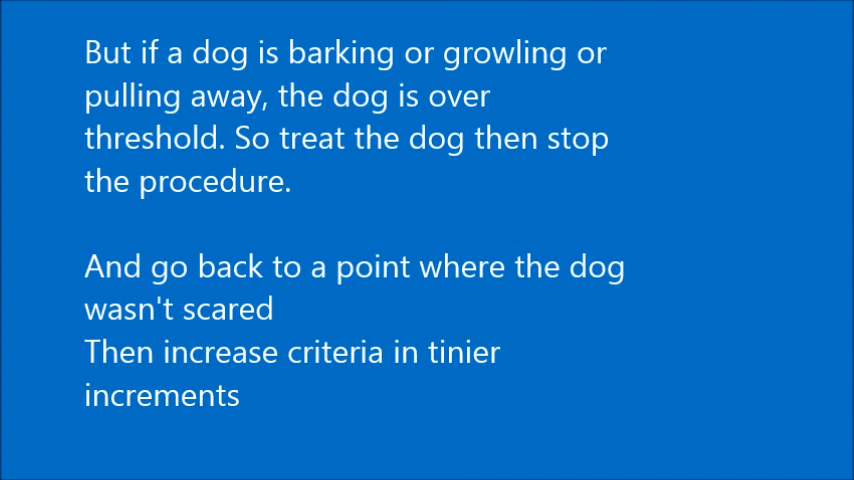 But if a dog is barking or growling or
pulling away, the dog is over
threshold. So treat the dog then stop
the procedure.
And go back to a point where the dog
wasn't scared
Then increase criteria in tinier
increments